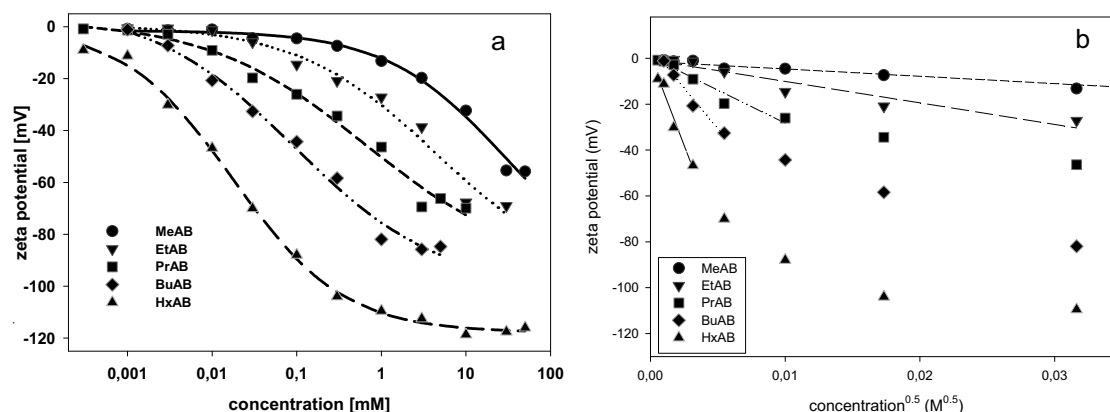 a
0
-20
-40
-60
-80
-100
-120
zeta potential [mV]
MeAB
EtAB
PrAB
BuAB
HxAB
0,001
0,01
0,1
1
10
100
concentration [mM]
b
0
-20
-40
-60
-80
-100
-120
zeta potential (mV)
MeAB
EtAB
PrAB
BuAB
HxAB
0,00
0,01
0,02
0,03
concentration^0.5 (M^0.5)